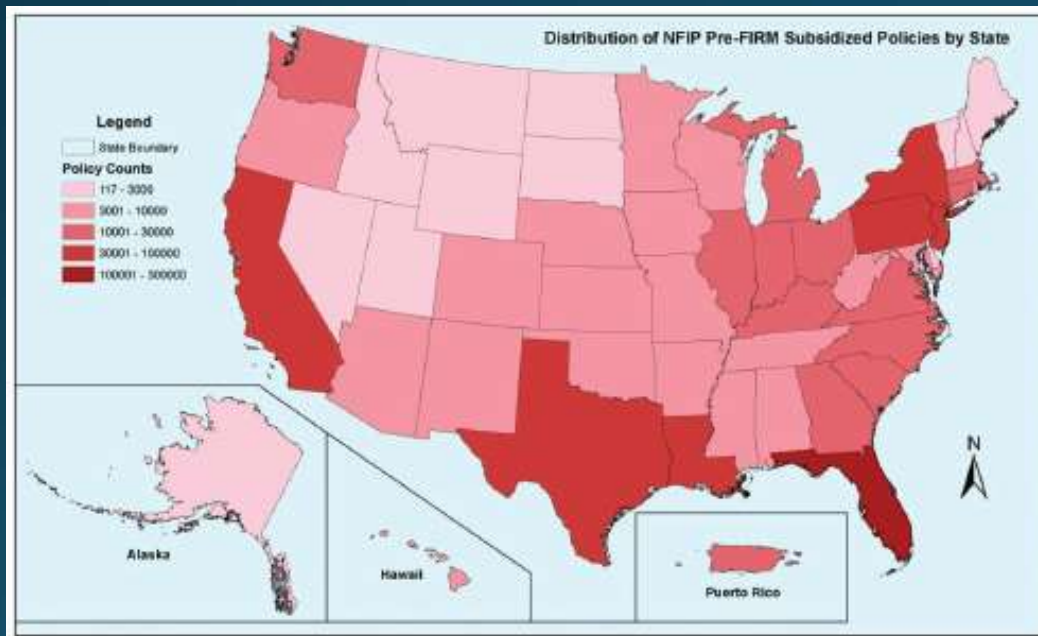 Distribution of NFIP Pre-FIRM Subsidized Policies by State
Legend
State Boundary
Policy Counts
117 - 3000
3001 - 10000
10001 - 30000
30001 - 100000
100001 - 300000
N
Alaska
Hawaii
Puerto Rico